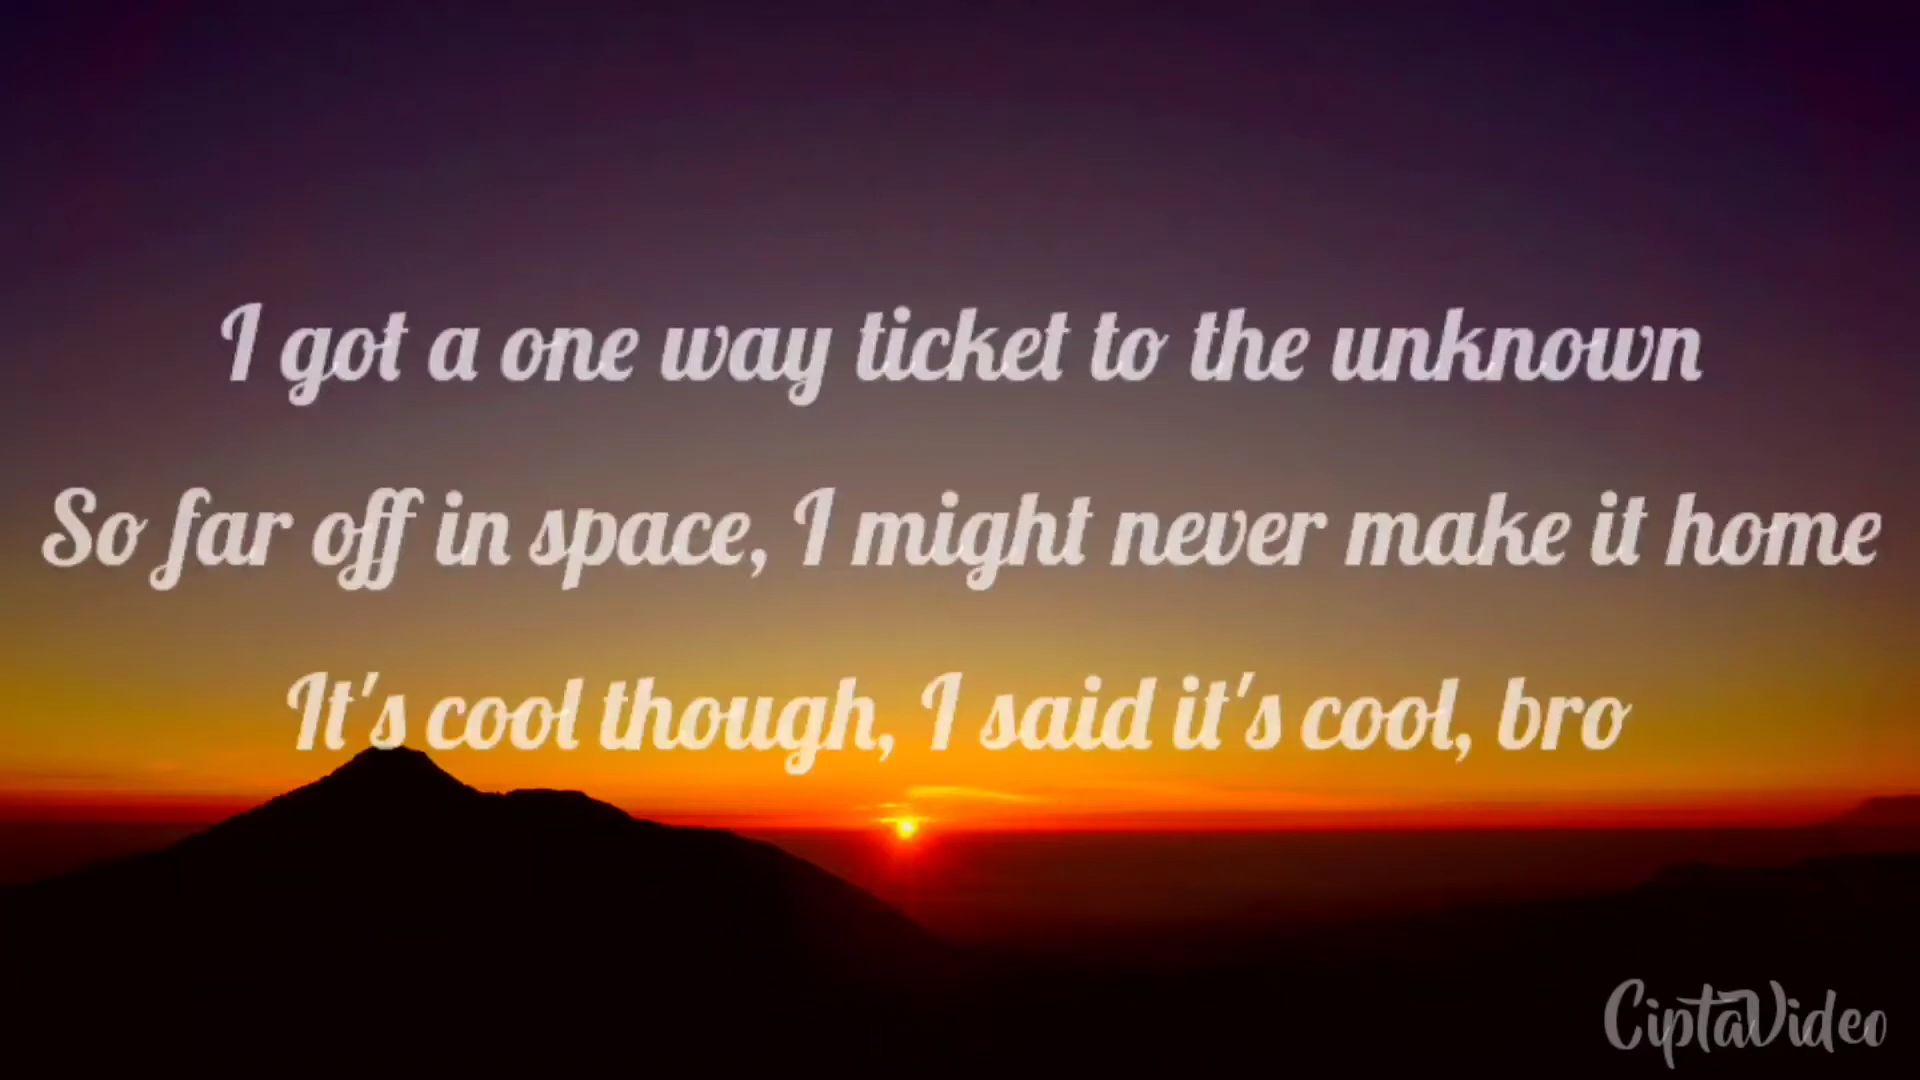 I got a one way ticket to the unknown
So far off in space, I might never make it home
It's cool though, I said it's cool, bro
CiptaVideo